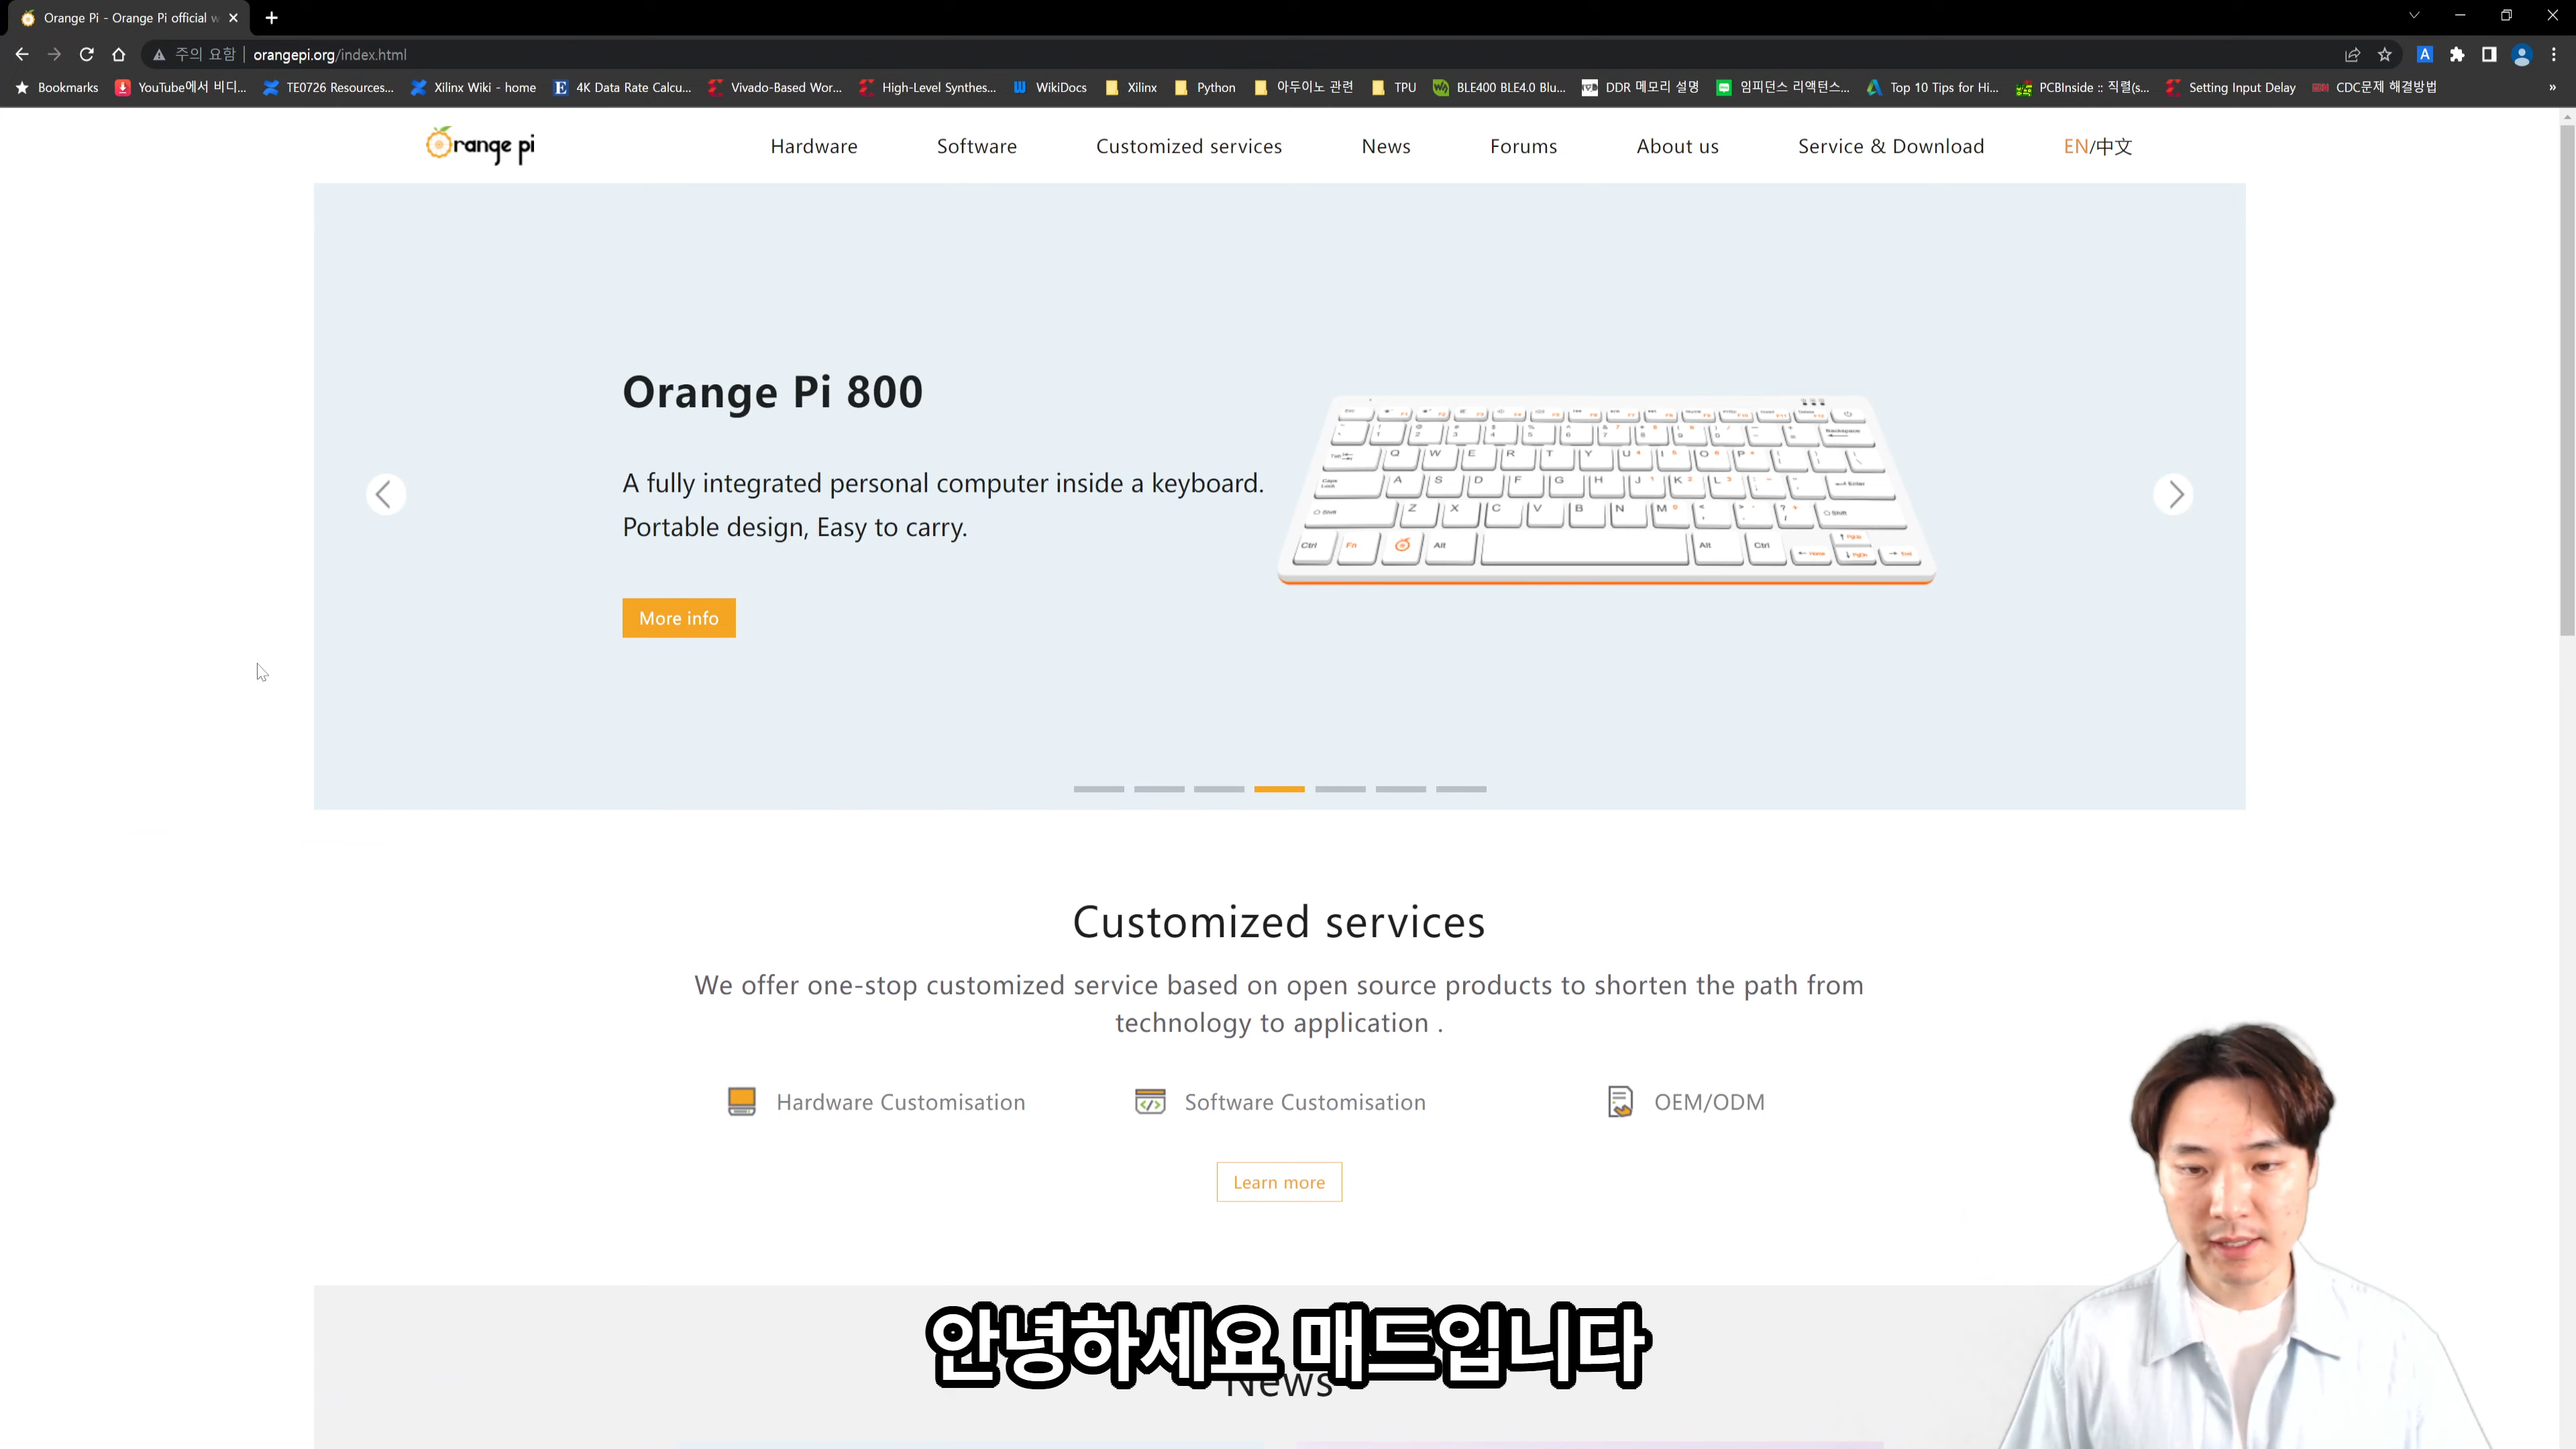 Orange Pi - Orange Pi official w
주의 요함
orangepi.org/index.html
Bookmarks
YouTube에서 비디...
TE0726 Resources...
Xilinx Wiki - home
4K Data Rate Calcu...
Vivado-Based Wor...
High-Level Synthes...
WikiDocs
Xilinx
Python
아두이노 관련
TPU
BLE400 BLE4.0 Blu...
DDR 메모리 설명
임피던스 리액턴스...
Top 10 Tips for Hi...
PCBInside :: 직렬(s...
Setting Input Delay
CDC문제 해결방법
Orange pi
Hardware
Software
Customized services
News
Forums
About us
Service & Download
EN/中文
Orange Pi 800
A fully integrated personal computer inside a keyboard.
Portable design, Easy to carry.
More info
Q W E R T Y U I O P
A S D F G H J K L
Z X C V B N M
Ctrl Fn Alt Alt Ctrl
Customized services
We offer one-stop customized service based on open source products to shorten the path from
technology to application .
Hardware Customisation
Software Customisation
OEM/ODM
Learn more
안녕하세요 매드입니다
News